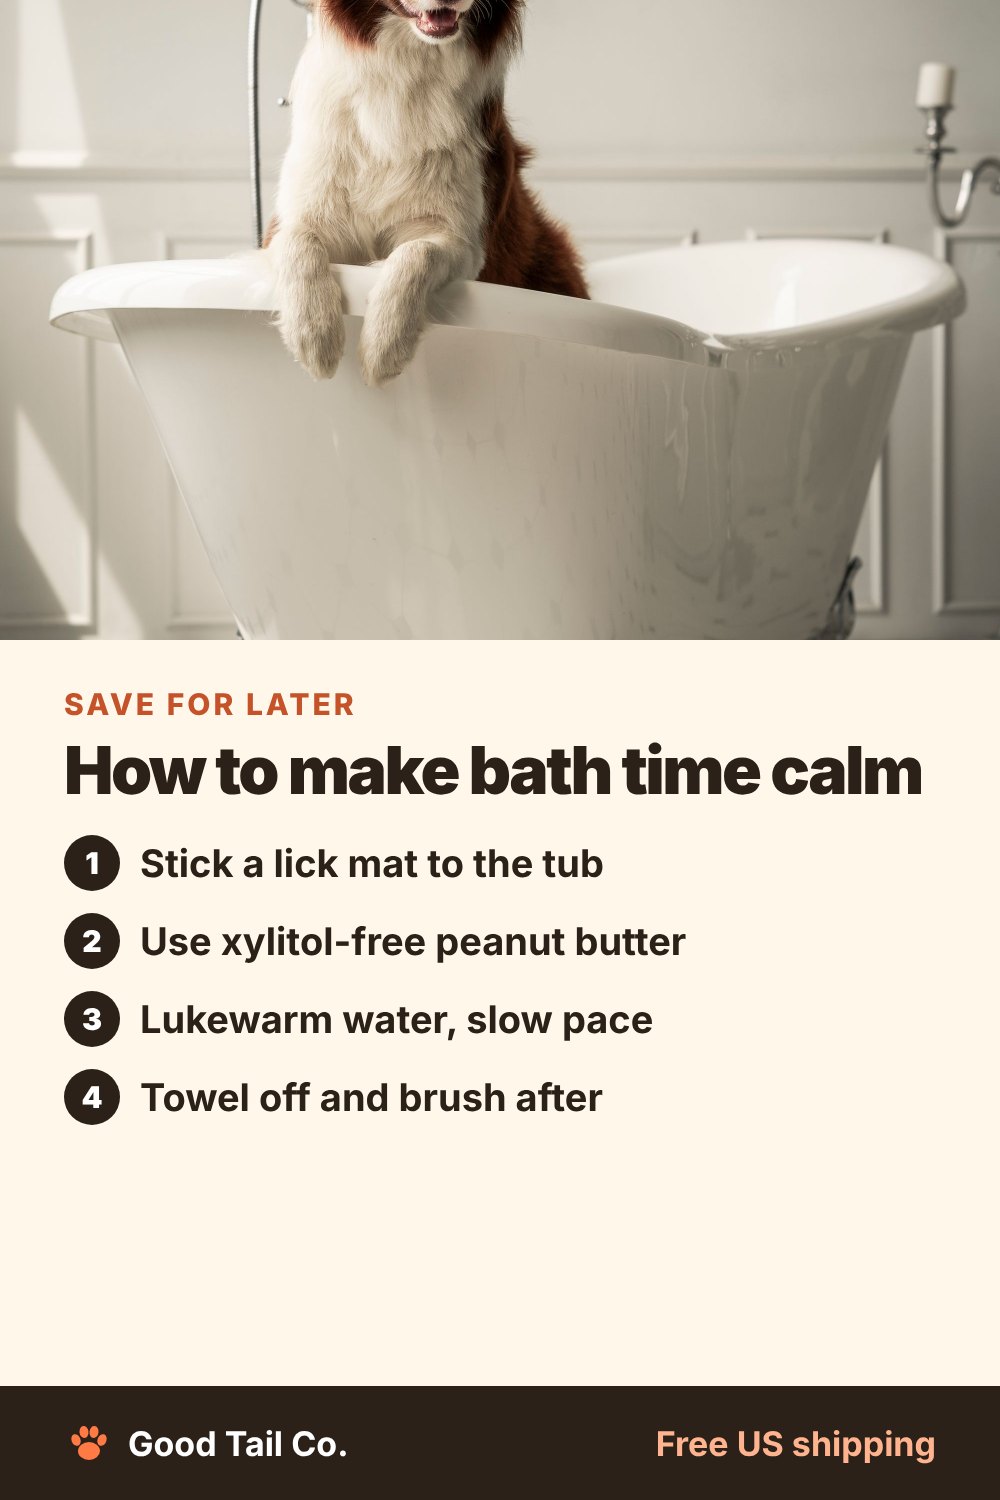 SAVE FOR LATER
How to make bath time calm
1 Stick a lick mat to the tub
2 Use xylitol-free peanut butter
3 Lukewarm water, slow pace
4 Towel off and brush after
Good Tail Co.
Free US shipping